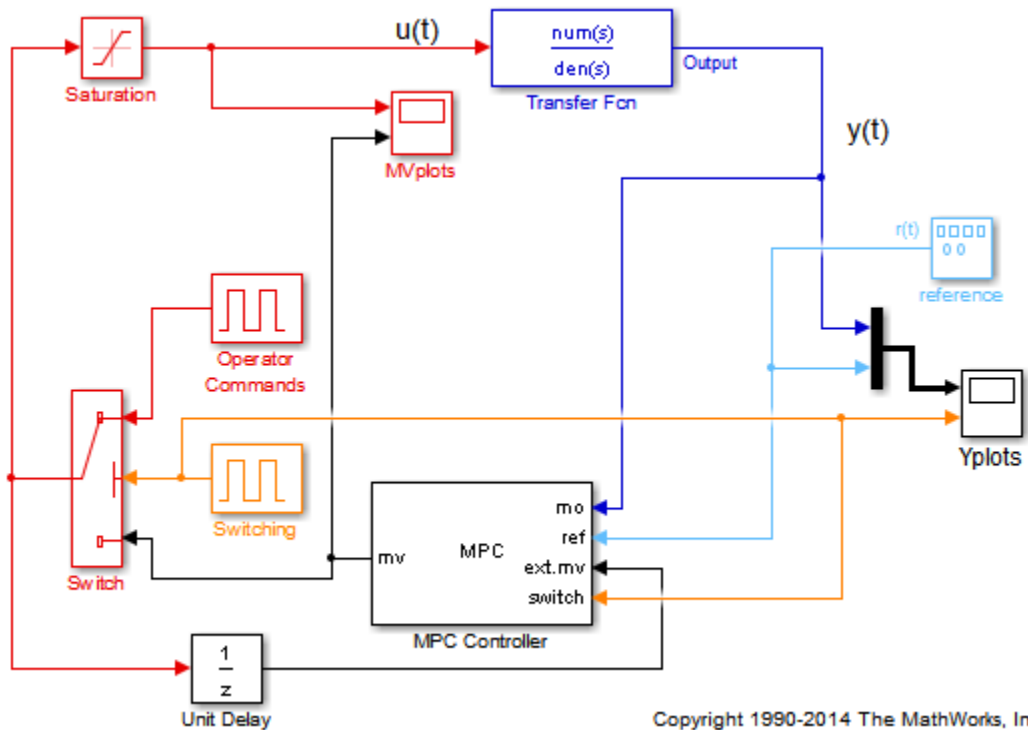 u(t)
num(s)
den(s)
Output
Saturation
Transfer Fcn
y(t)
MVplots
r(t)
reference
Operator
Commands
Yplots
Switching
mo
ref
MPC
mv
ext.mv
switch
Switch
MPC Controller
1
z
Unit Delay
Copyright 1990-2014 The MathWorks, In